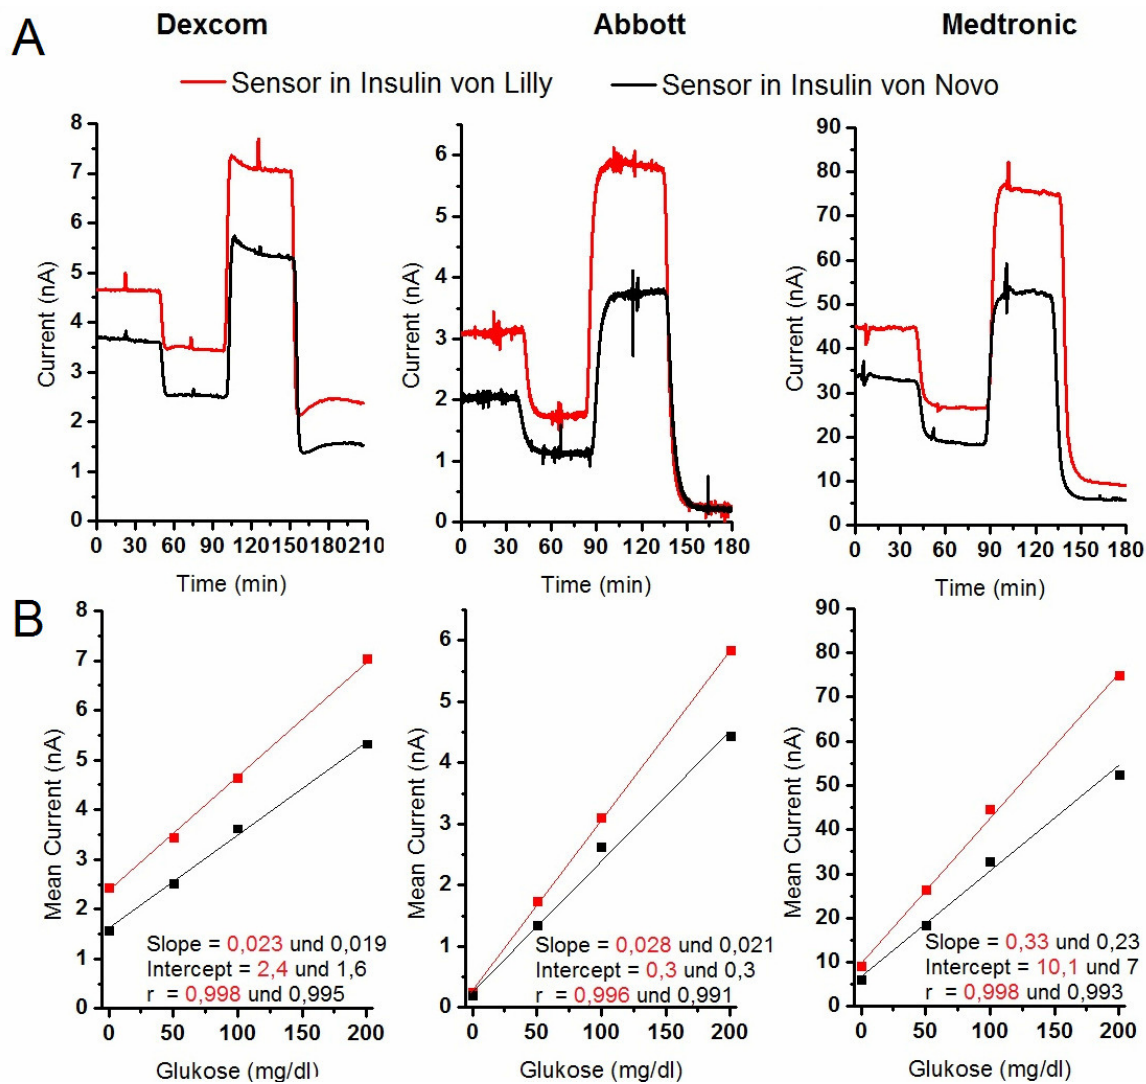 A
Dexcom Abbott Medtronic
Sensor in Insulin von Lilly Sensor in Insulin von Novo
Current (nA)
8
7
6
5
4
3
2
1
0
0 30 60 90 120 150 180 210
Time (min)
Current (nA)
6
5
4
3
2
1
0
0 30 60 90 120 150 180
Time (min)
Current (nA)
90
80
70
60
50
40
30
20
10
0
0 30 60 90 120 150 180
Time (min)
B
Mean Current (nA)
8
7
6
5
4
3
2
1
0
Slope = 0,023 und 0,019
Intercept = 2,4 und 1,6
r = 0,998 und 0,995
0 50 100 150 200
Glukose (mg/dl)
Mean Current (nA)
6
5
4
3
2
1
0
Slope = 0,028 und 0,021
Intercept = 0,3 und 0,3
r = 0,996 und 0,991
0 50 100 150 200
Glukose (mg/dl)
Mean Current (nA)
90
80
70
60
50
40
30
20
10
0
Slope = 0,33 und 0,23
Intercept = 10,1 und 7
r = 0,998 und 0,993
0 50 100 150 200
Glukose (mg/dl)